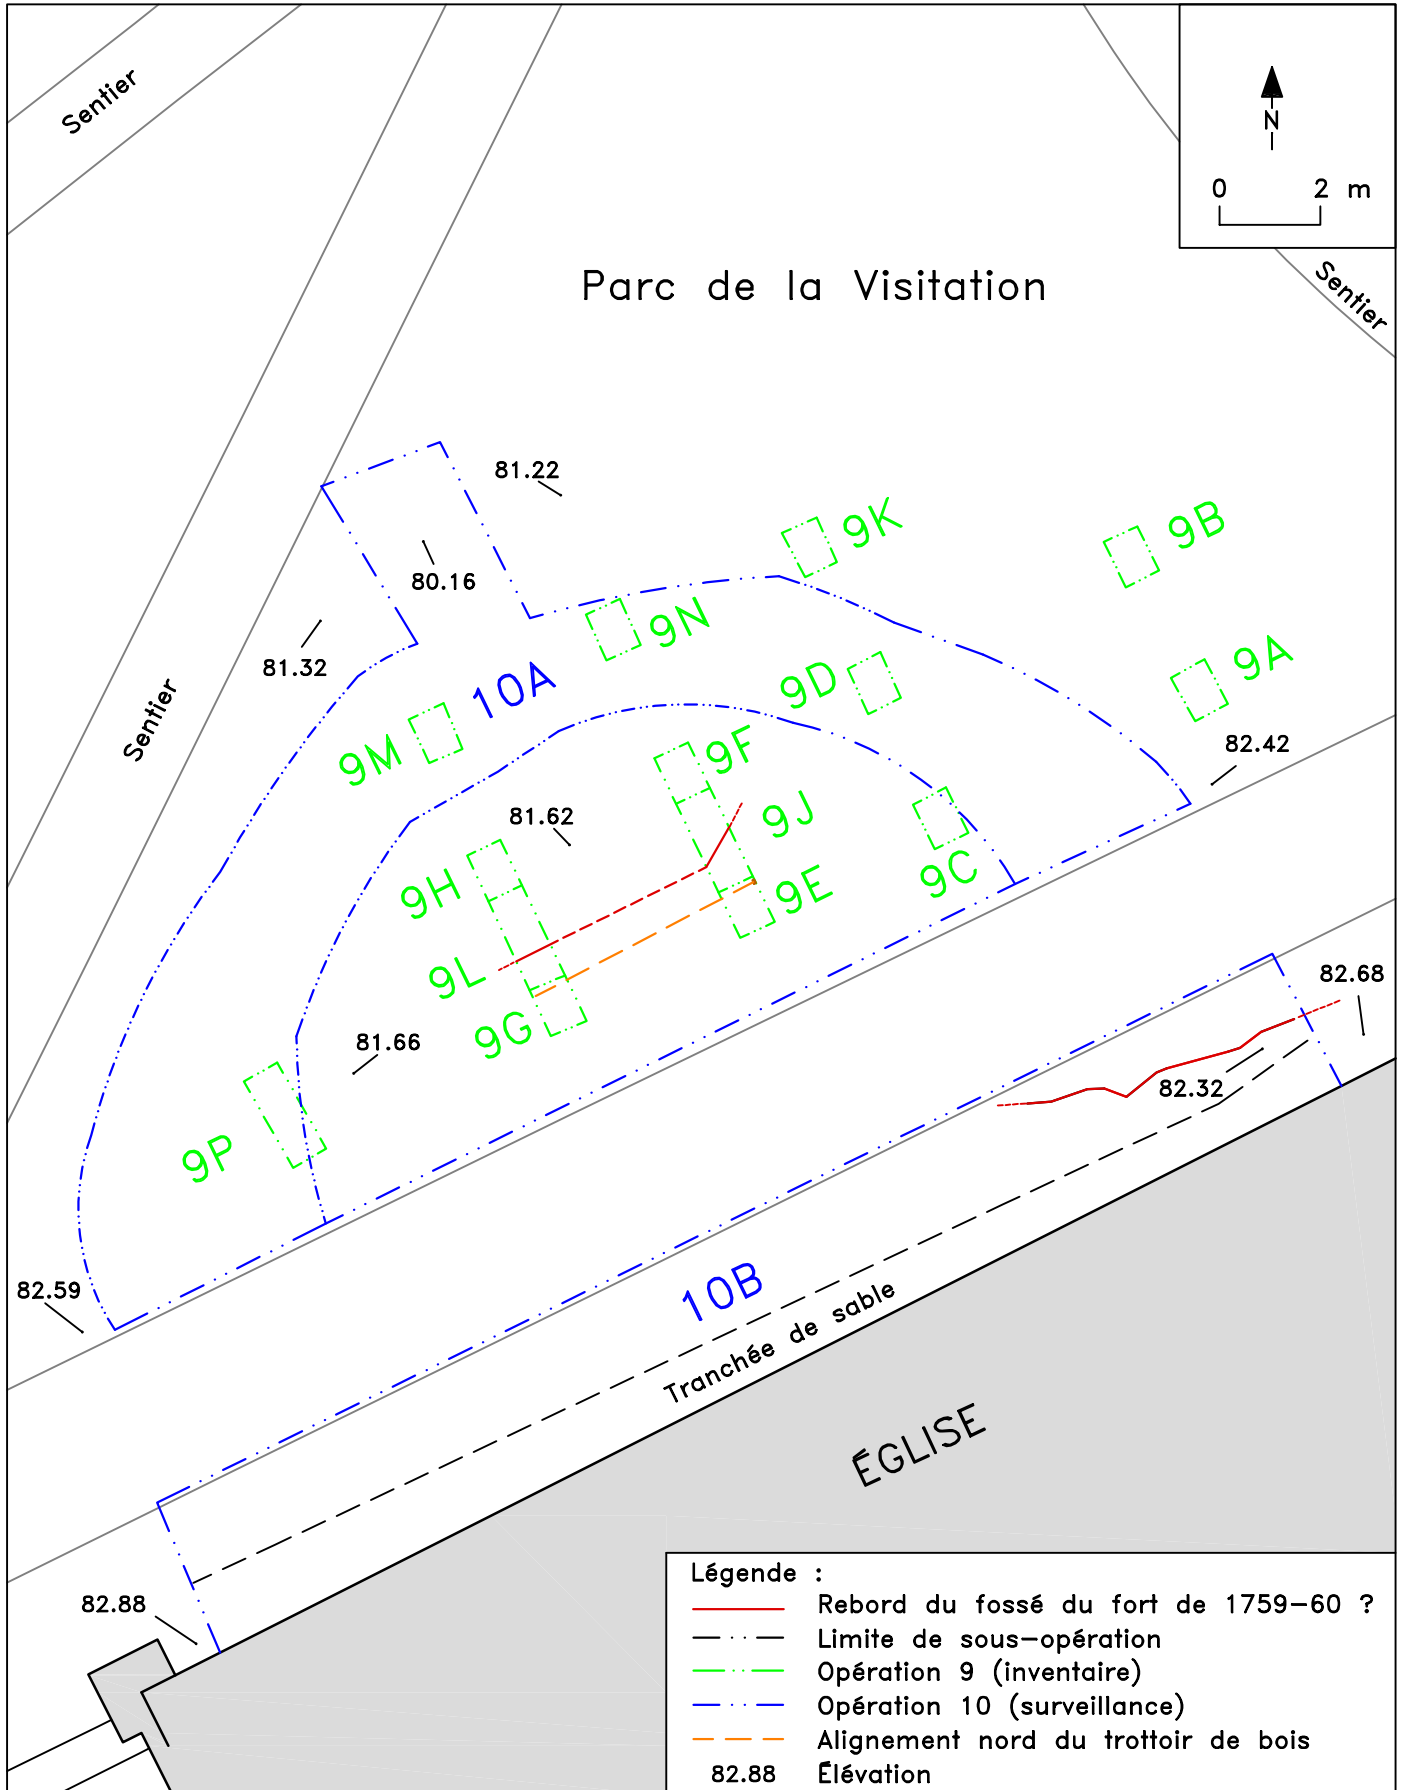 Sentier
N
0 2 m
Parc de la Visitation
Sentier
81.22
9K
9B
80.16
9N
81.32
9A
9D
10A
Sentier
9M
9F
82.42
81.62
9J
9H
9C
9E
9L
82.68
9G
81.66
82.32
9P
82.59
10B
Tranchée de sable
ÉGLISE
82.88
Légende :
Rebord du fossé du fort de 1759-60 ?
Limite de sous-opération
Opération 9 (inventaire)
Opération 10 (surveillance)
Alignement nord du trottoir de bois
82.88 Élévation